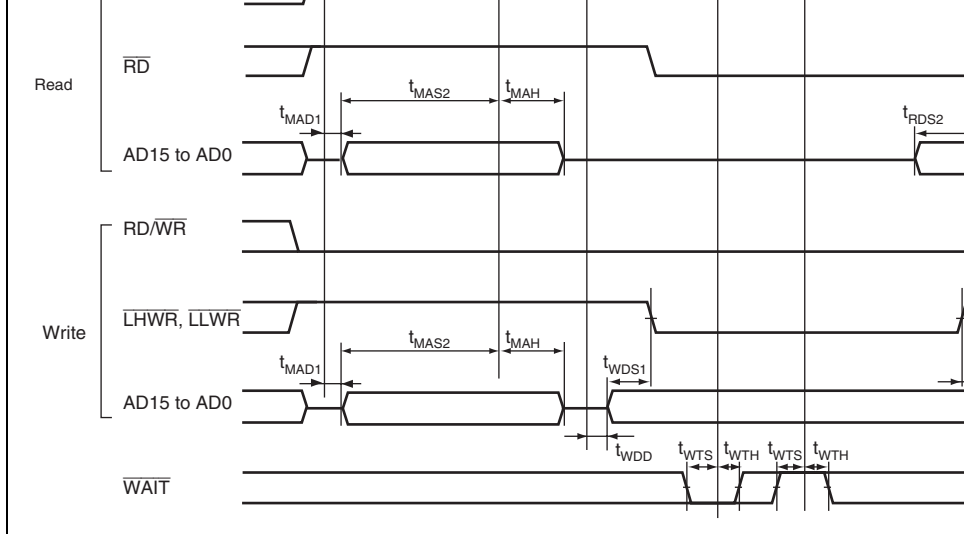 RD
Read
tMAS2 tMAH
tMAD1 tRDS2
AD15 to AD0
RD/WR
LHWR, LLWR
Write
tMAS2 tMAH
tMAD1 tWDS1
AD15 to AD0
tWDD tWTS tWTH tWTS tWTH
WAIT